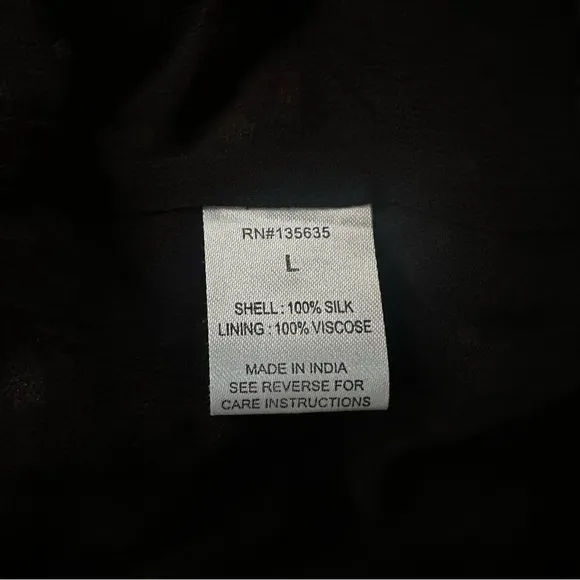 RN#135635
L
SHELL : 100% SILK
LINING : 100% VISCOSE
MADE IN INDIA
SEE REVERSE FOR
CARE INSTRUCTIONS